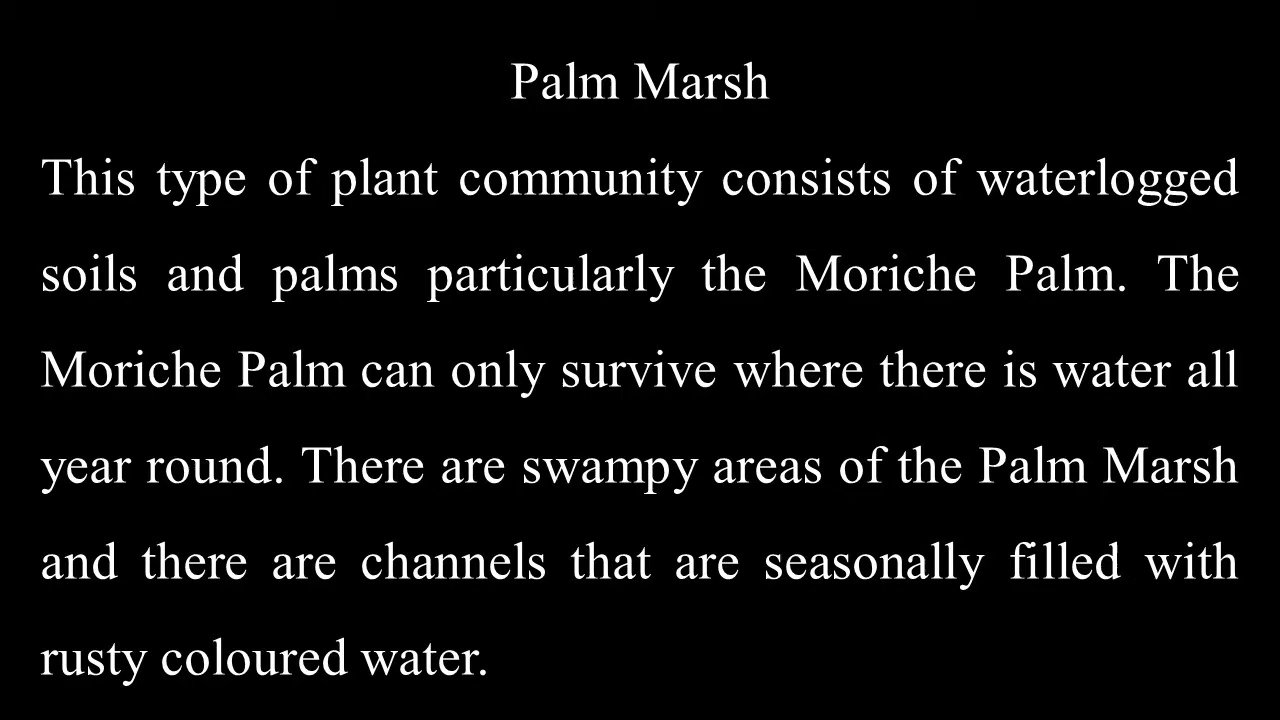 Palm Marsh
This type of plant community consists of waterlogged
soils and palms particularly the Moriche Palm. The
Moriche Palm can only survive where there is water all
year round. There are swampy areas of the Palm Marsh
and there are channels that are seasonally filled with
rusty coloured water.